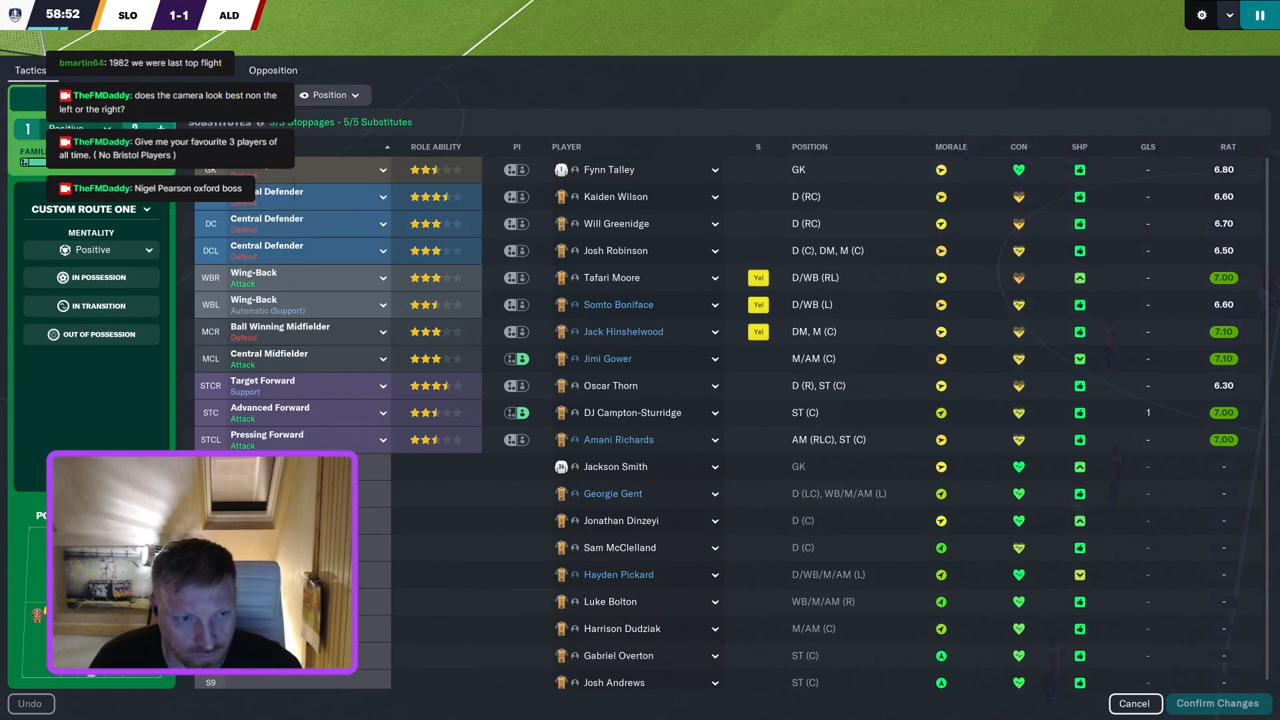 58:52 SLO 1-1 ALD
bmartin64: 1982 we were last top flight
Tactics Opposition
TheFMDaddy: does the camera look best non the
left or the right?
Position
SUBSTITUTES 3/3 Stoppages - 5/5 Substitutes
1 Positive
TheFMDaddy: Give me your favourite 3 players of
all time. ( No Bristol Players )
TheFMDaddy: Nigel Pearson oxford boss
CUSTOM ROUTE ONE
MENTALITY
Positive
IN POSSESSION
IN TRANSITION
OUT OF POSSESSION
ROLE ABILITY PI PLAYER S POSITION MORALE CON SHP GLS RAT
GK Fynn Talley GK 6.80
Central Defender Kaiden Wilson D (RC) 6.60
DC Central Defender Defend Will Greenidge D (RC) 6.70
DCL Central Defender Defend Josh Robinson D (C), DM, M (C) 6.50
WBR Wing-Back Attack Tafari Moore Yel D/WB (RL) 7.00
WBL Wing-Back Automatic (Support) Somto Boniface Yel D/WB (L) 6.60
MCR Ball Winning Midfielder Defend Jack Hinshelwood Yel DM, M (C) 7.10
MCL Central Midfielder Attack Jimi Gower M/AM (C) 7.10
STCR Target Forward Support Oscar Thorn D (R), ST (C) 6.30
STC Advanced Forward Attack DJ Campton-Sturridge ST (C) 1 7.00
STCL Pressing Forward Attack Amani Richards AM (RLC), ST (C) 7.00
Jackson Smith GK - -
Georgie Gent D (LC), WB/M/AM (L) - -
Jonathan Dinzeyi D (C) - -
Sam McClelland D (C) - -
Hayden Pickard D/WB/M/AM (L) - -
Luke Bolton WB/M/AM (R) - -
Harrison Dudziak M/AM (C) - -
Gabriel Overton ST (C) - -
S9 Josh Andrews ST (C) - -
Undo Cancel Confirm Changes